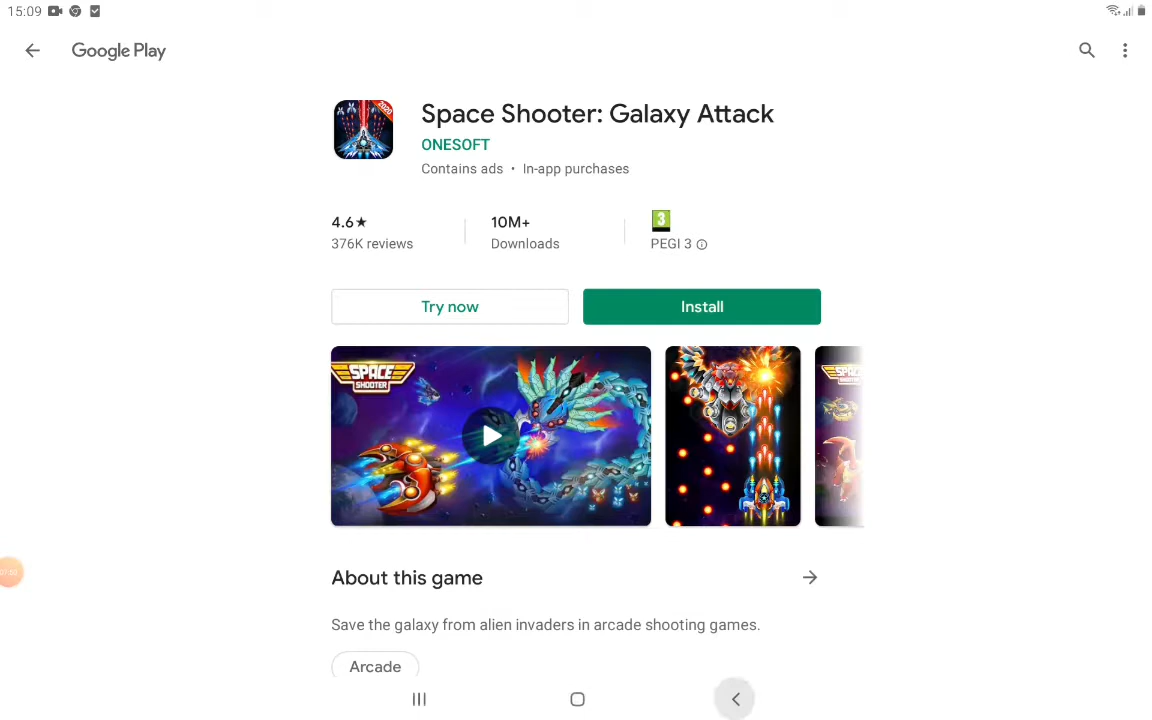 15:09
Google Play
2020
Space Shooter: Galaxy Attack
ONESOFT
Contains ads • In-app purchases
4.6★
376K reviews
10M+
Downloads
3
PEGI 3
Try now
Install
SPACE
SHOOTER
About this game
Save the galaxy from alien invaders in arcade shooting games.
Arcade